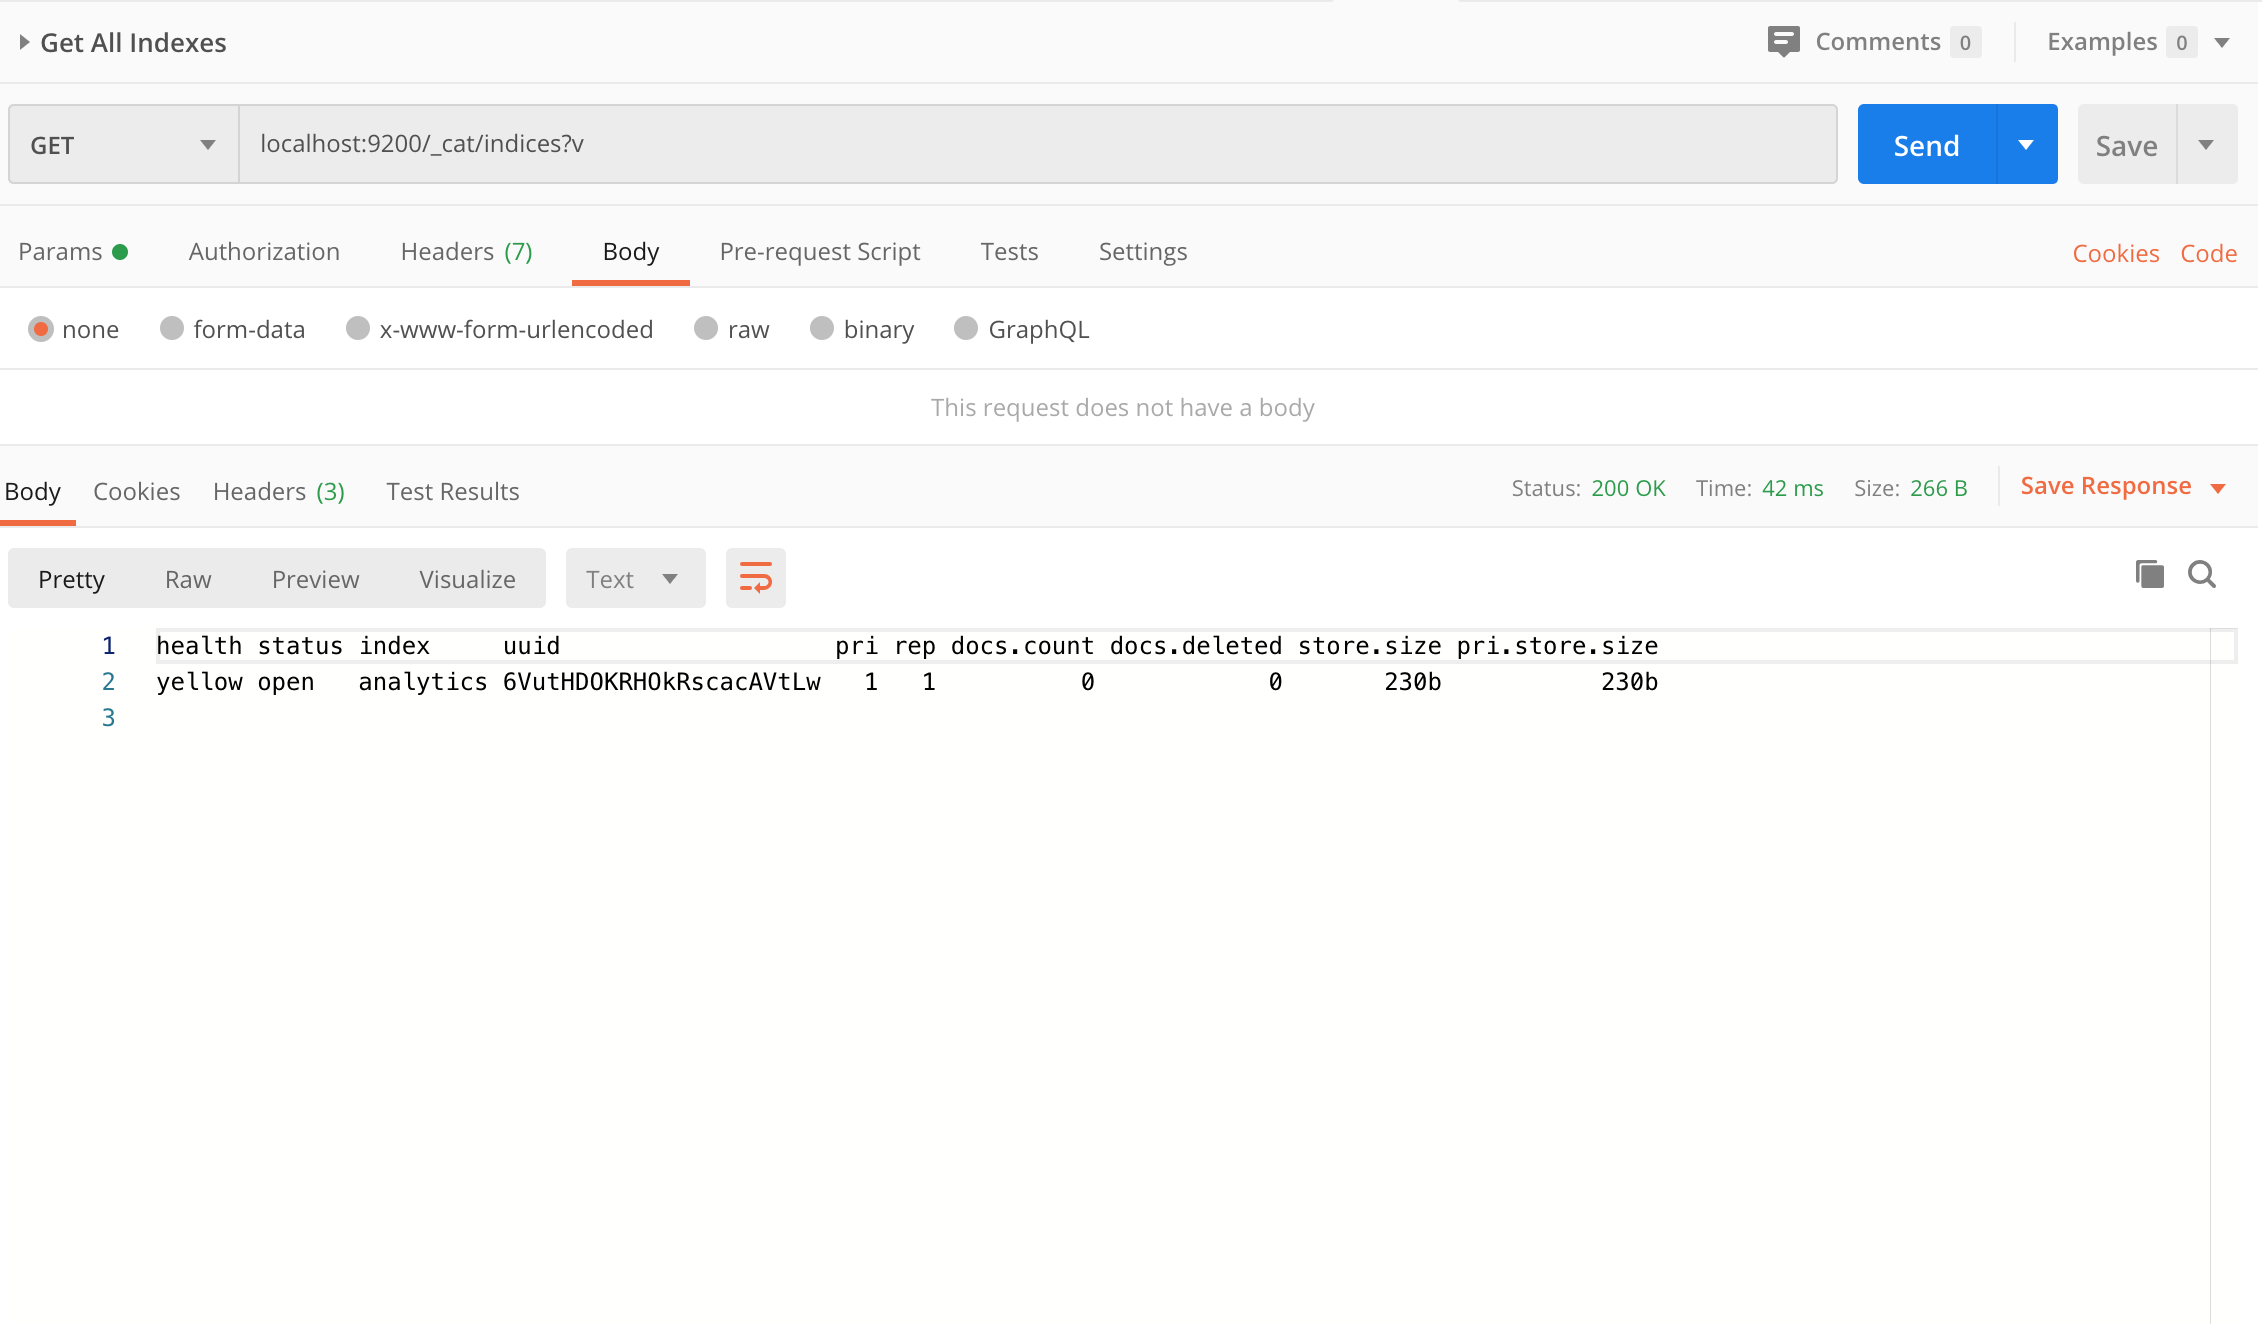 Get All Indexes Comments 0 Examples 0
GET localhost:9200/_cat/indices?v Send Save
Params Authorization Headers (7) Body Pre-request Script Tests Settings Cookies Code
none form-data x-www-form-urlencoded raw binary GraphQL
This request does not have a body
Body Cookies Headers (3) Test Results Status: 200 OK Time: 42 ms Size: 266 B Save Response
Pretty Raw Preview Visualize Text
1 health status index uuid pri rep docs.count docs.deleted store.size pri.store.size
2 yellow open analytics 6VutHDOKRHOkRscacAVtLw 1 1 0 0 230b 230b
3